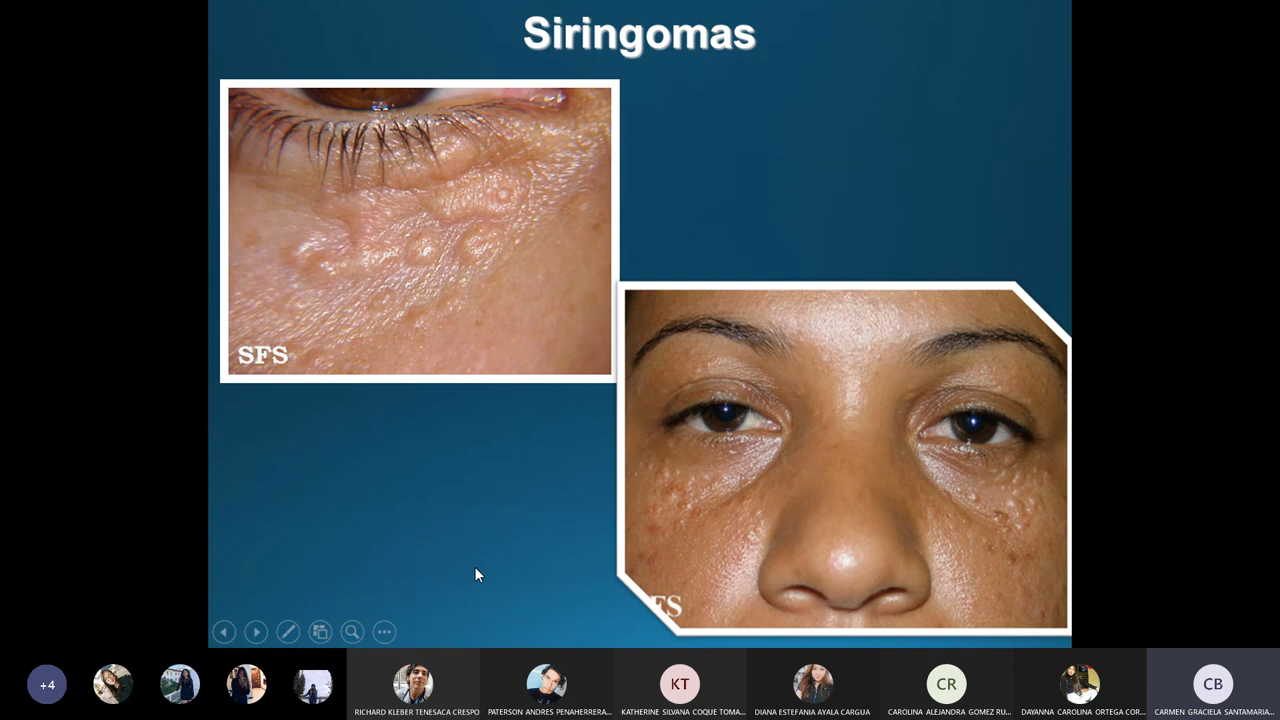 Siringomas
SFS
+4
RICHARD KLEBER TENESACA CRESPO
PATERSON ANDRES PENAHERRERA...
KATHERINE SILVANA COQUE TOMA...
KT
DIANA ESTEFANIA AYALA CARGUA
CR
CAROLINA ALEJANDRA GOMEZ RU...
DAYANNA CAROLINA ORTEGA COR...
CB
CARMEN GRACIELA SANTAMARIA...